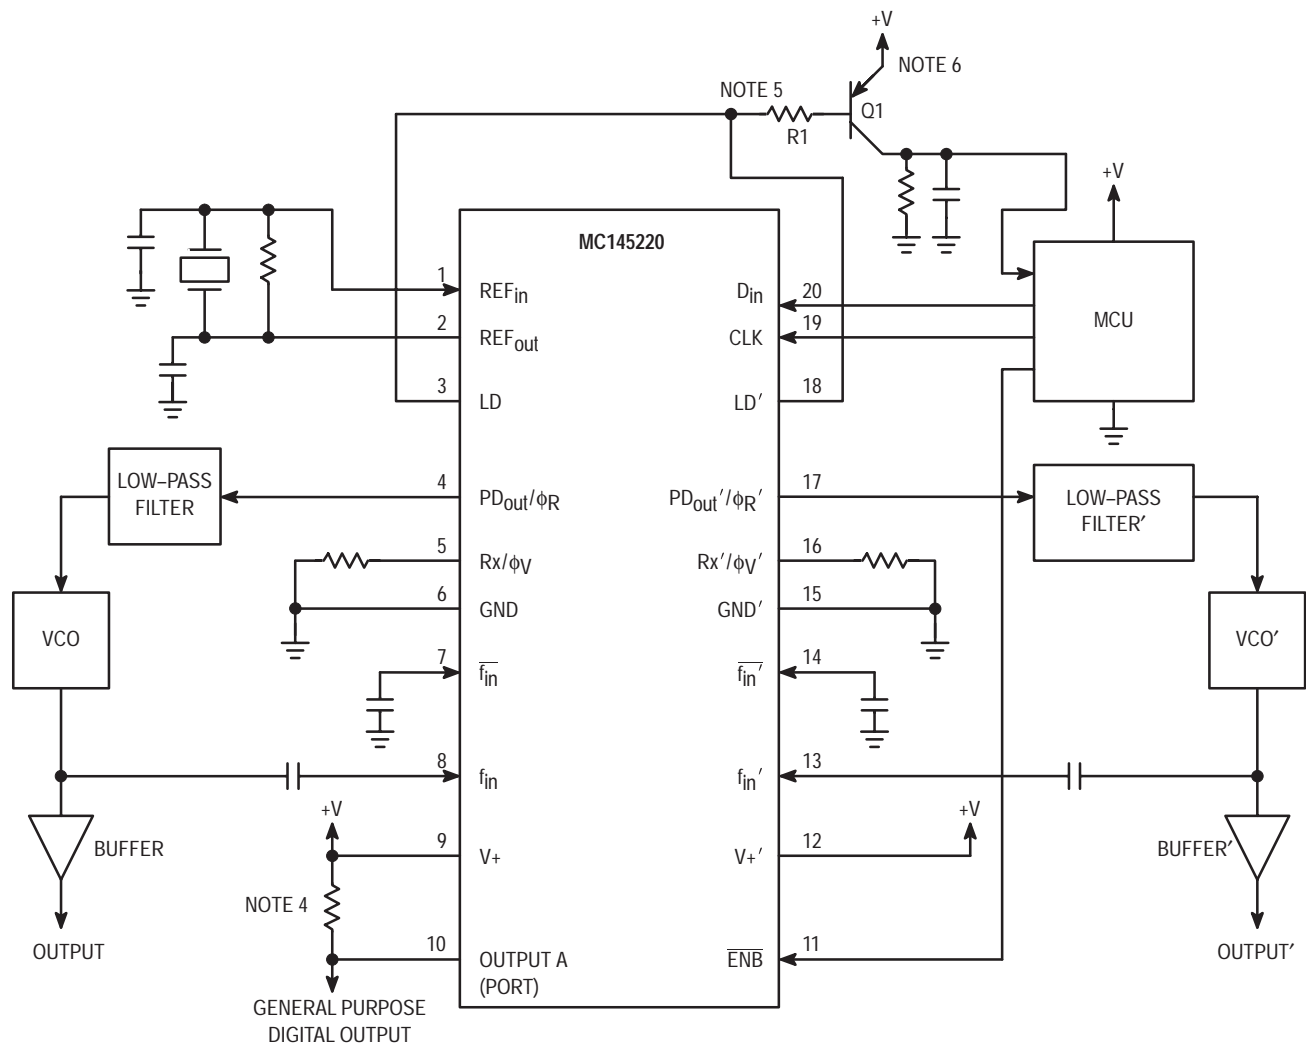 +V
NOTE 6
NOTE 5
Q1
R1
+V
MC145220
1
REFin
Din
20
MCU
2
REFout
CLK
19
3
LD
LD′
18
LOW–PASS
FILTER
4
PDout/ϕR
PDout′/ϕR′
17
LOW–PASS
FILTER′
5
Rx/ϕV
Rx′/ϕV′
16
6
GND
GND′
15
VCO
VCO′
7
fin
fin′
14
8
fin
fin′
13
+V
+V
BUFFER
9
V+
V+′
12
BUFFER′
NOTE 4
OUTPUT
10
OUTPUT A
(PORT)
ENB
11
OUTPUT′
GENERAL PURPOSE
DIGITAL OUTPUT